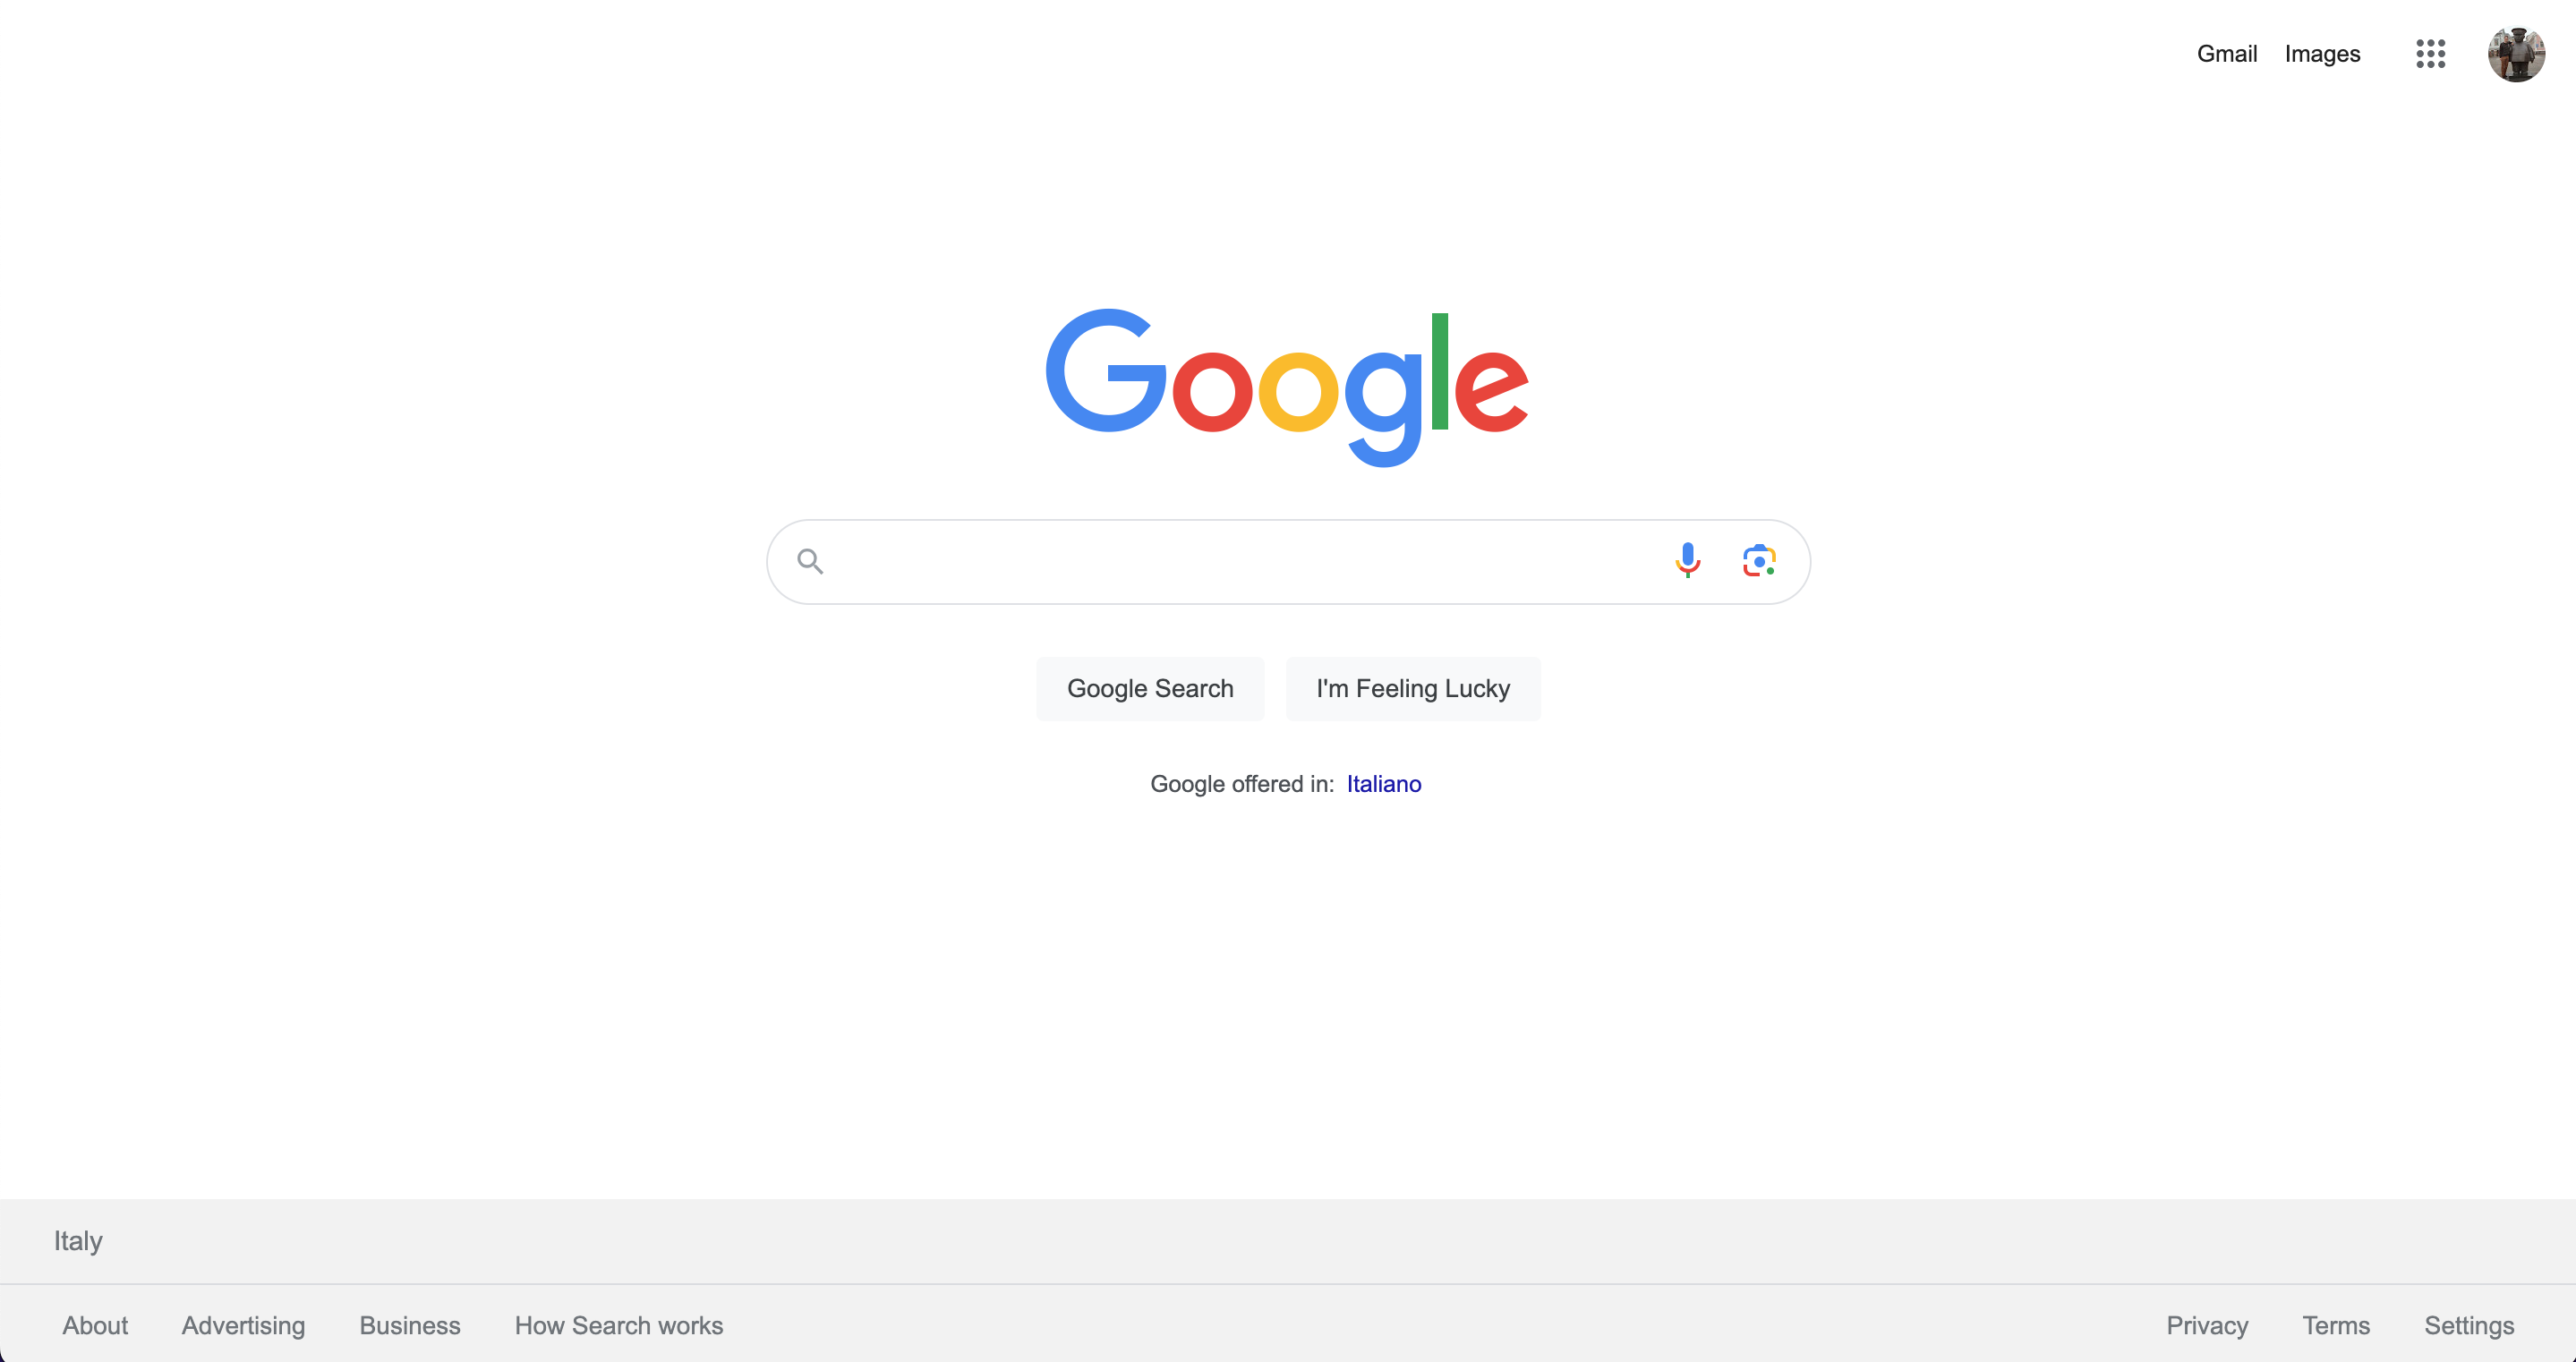 Gmail Images
Google
Google Search I'm Feeling Lucky
Google offered in: Italiano
Italy
About Advertising Business How Search works Privacy Terms Settings